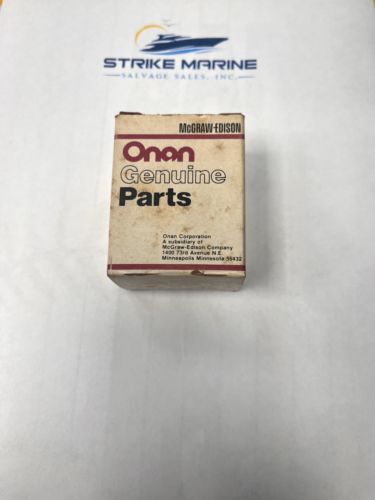 STRIKE MARINE
SALVAGE SALES, INC.
McGRAW-EDISON
Onan
Genuine
Parts
Onan Corporation
A subsidiary of
McGraw-Edison Company
1400 73rd Avenue N.E.
Minneapolis Minnesota 55432